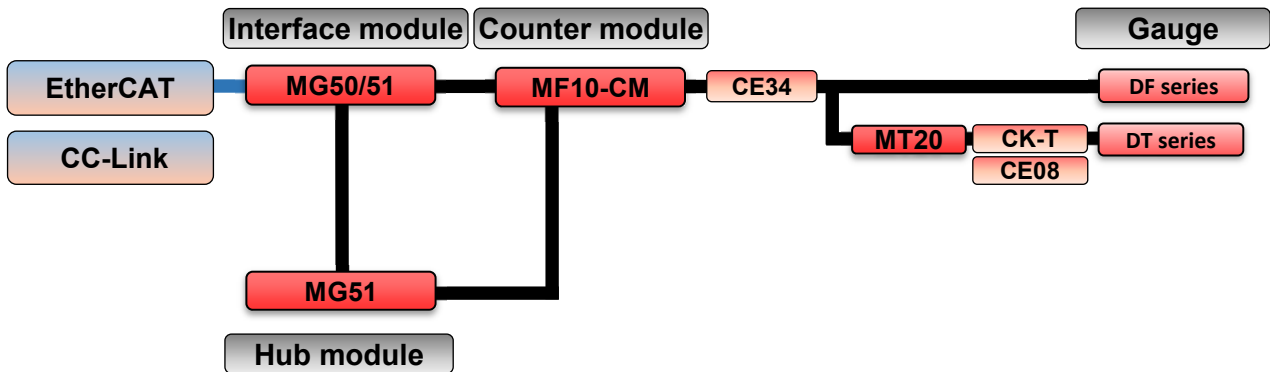 Interface module
Counter module
Gauge
EtherCAT
MG50/51
MF10-CM
CE34
DF series
CC-Link
MT20
CK-T
DT series
CE08
MG51
Hub module